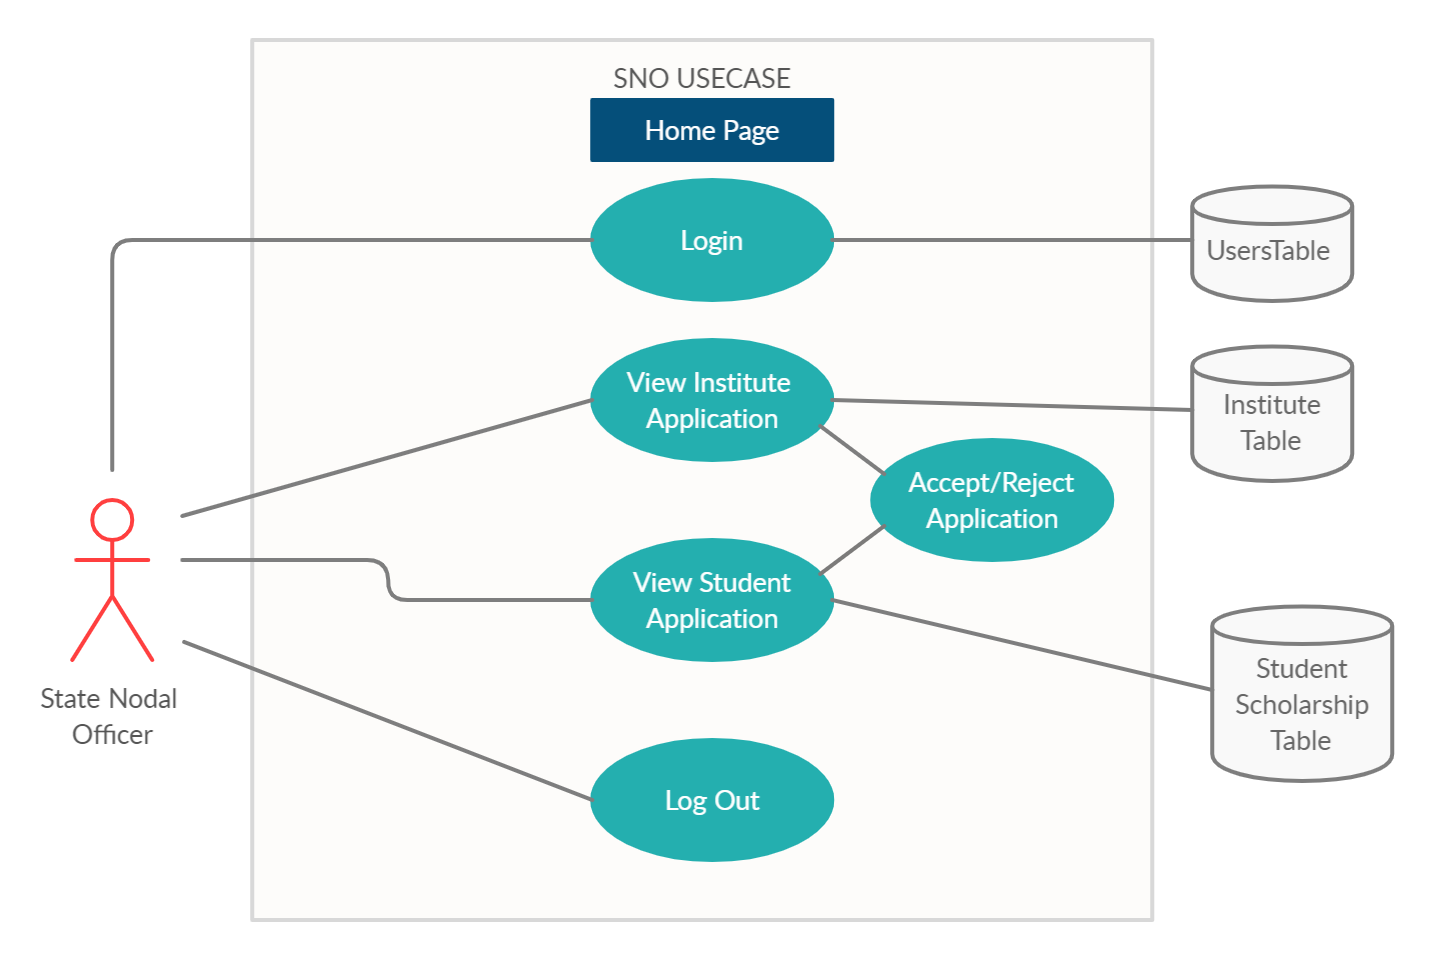 SNO USECASE
Home Page
Login
UsersTable
View Institute
Application
Institute
Table
Accept/Reject
Application
View Student
Application
Student
Scholarship
Table
State Nodal
Officer
Log Out